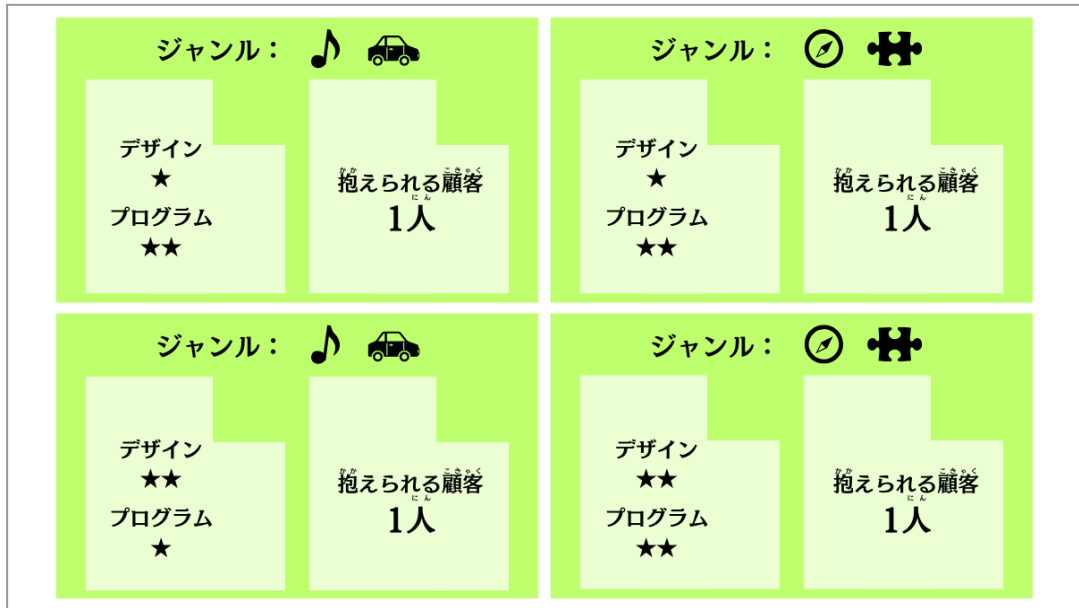 ジャンル：
デザイン
★
プログラム
★★
抱えられる顧客
かか こきゃく
1人
にん
ジャンル：
デザイン
★
プログラム
★★
抱えられる顧客
かか こきゃく
1人
にん
ジャンル：
デザイン
★★
プログラム
★
抱えられる顧客
かか こきゃく
1人
にん
ジャンル：
デザイン
★★
プログラム
★★
抱えられる顧客
かか こきゃく
1人
にん